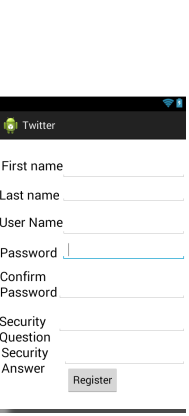 Twitter
First name
Last name
User Name
Password
Confirm
Password
Security
Question
Security
Answer
Register